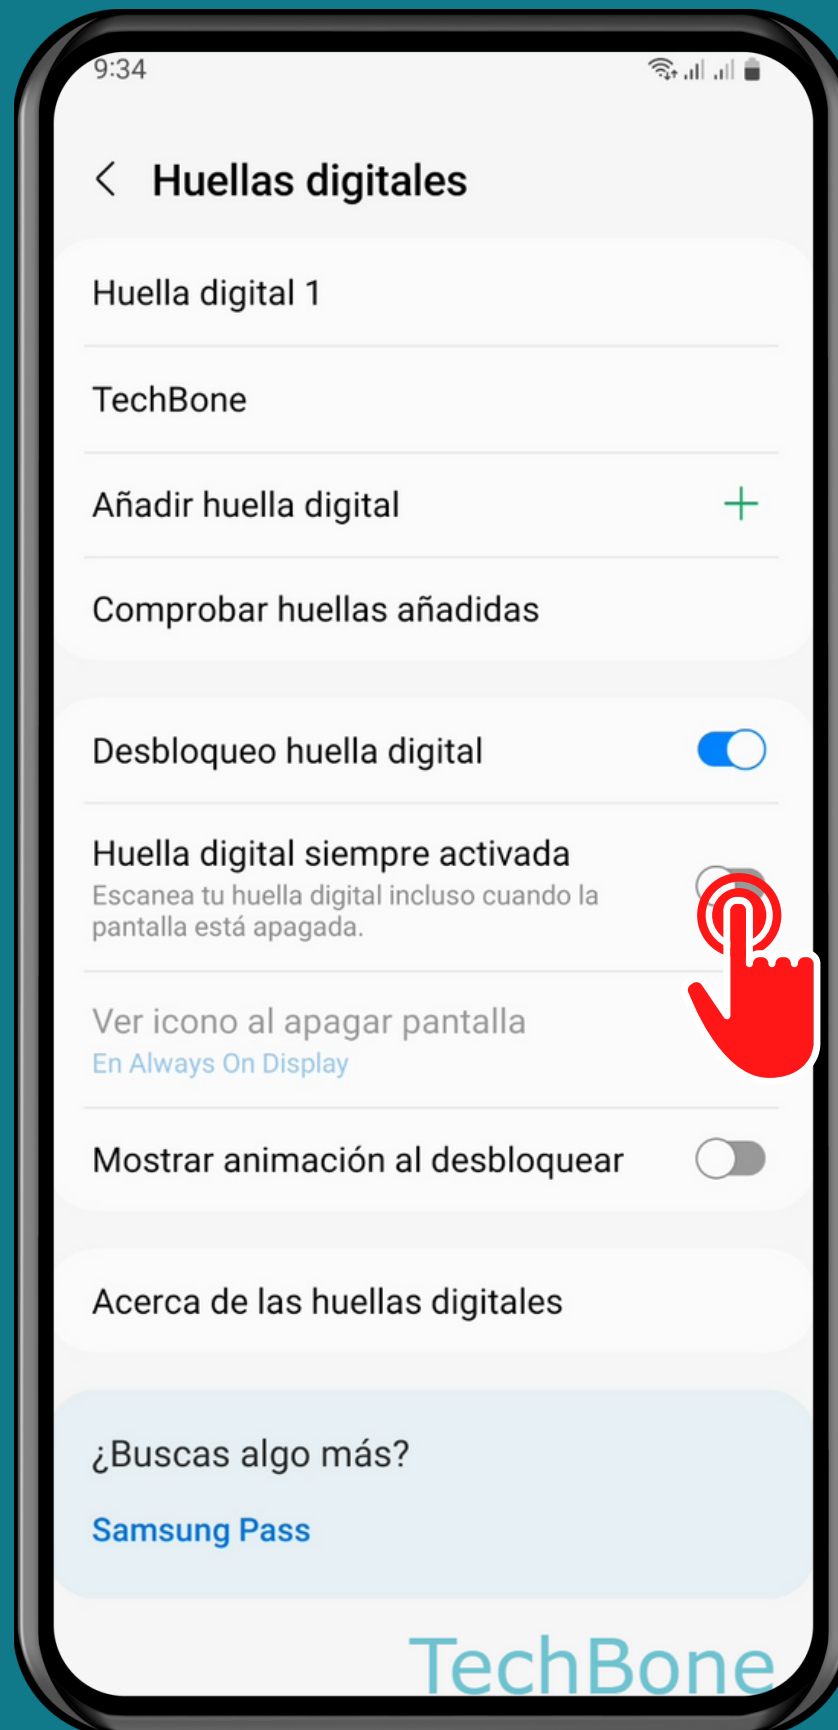 9:34
Huellas digitales
Huella digital 1
TechBone
Añadir huella digital
Comprobar huellas añadidas
Desbloqueo huella digital
Huella digital siempre activada
Escanea tu huella digital incluso cuando la
pantalla está apagada.
Ver icono al apagar pantalla
En Always On Display
Mostrar animación al desbloquear
Acerca de las huellas digitales
¿Buscas algo más?
Samsung Pass
TechBone